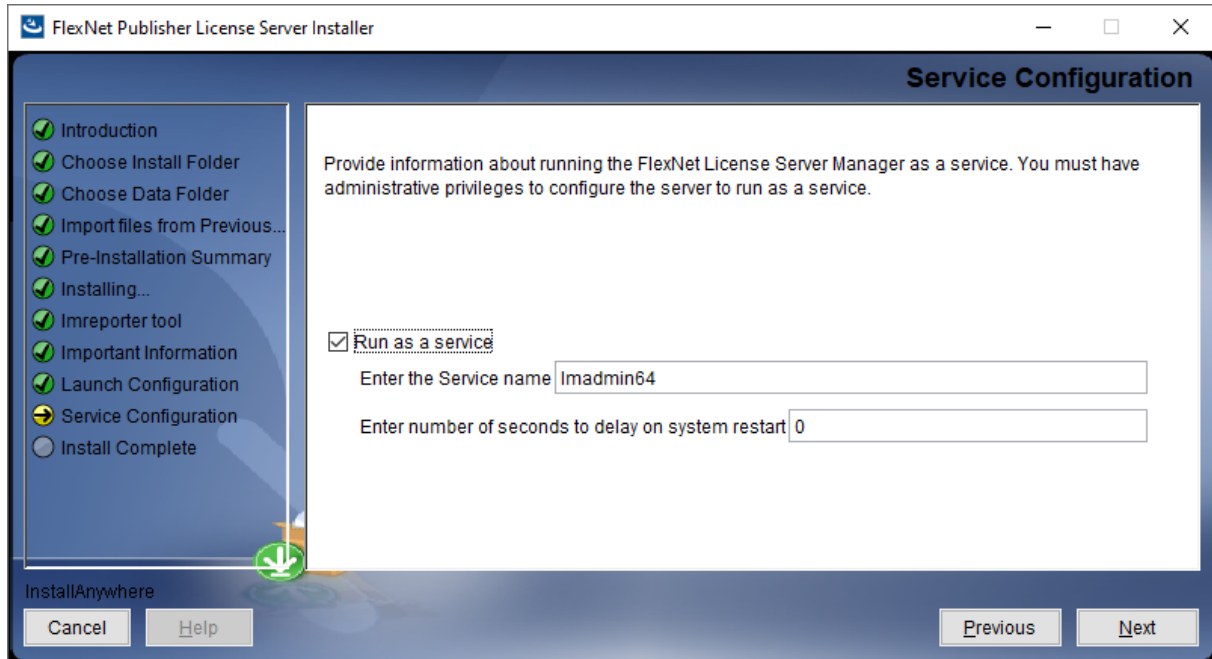 FlexNet Publisher License Server Installer
Service Configuration
Introduction
Choose Install Folder
Choose Data Folder
Import files from Previous...
Pre-Installation Summary
Installing...
lmreporter tool
Important Information
Launch Configuration
Service Configuration
Install Complete
Provide information about running the FlexNet License Server Manager as a service. You must have
administrative privileges to configure the server to run as a service.
Run as a service
Enter the Service name lmadmin64
Enter number of seconds to delay on system restart 0
InstallAnywhere
Cancel
Help
Previous
Next